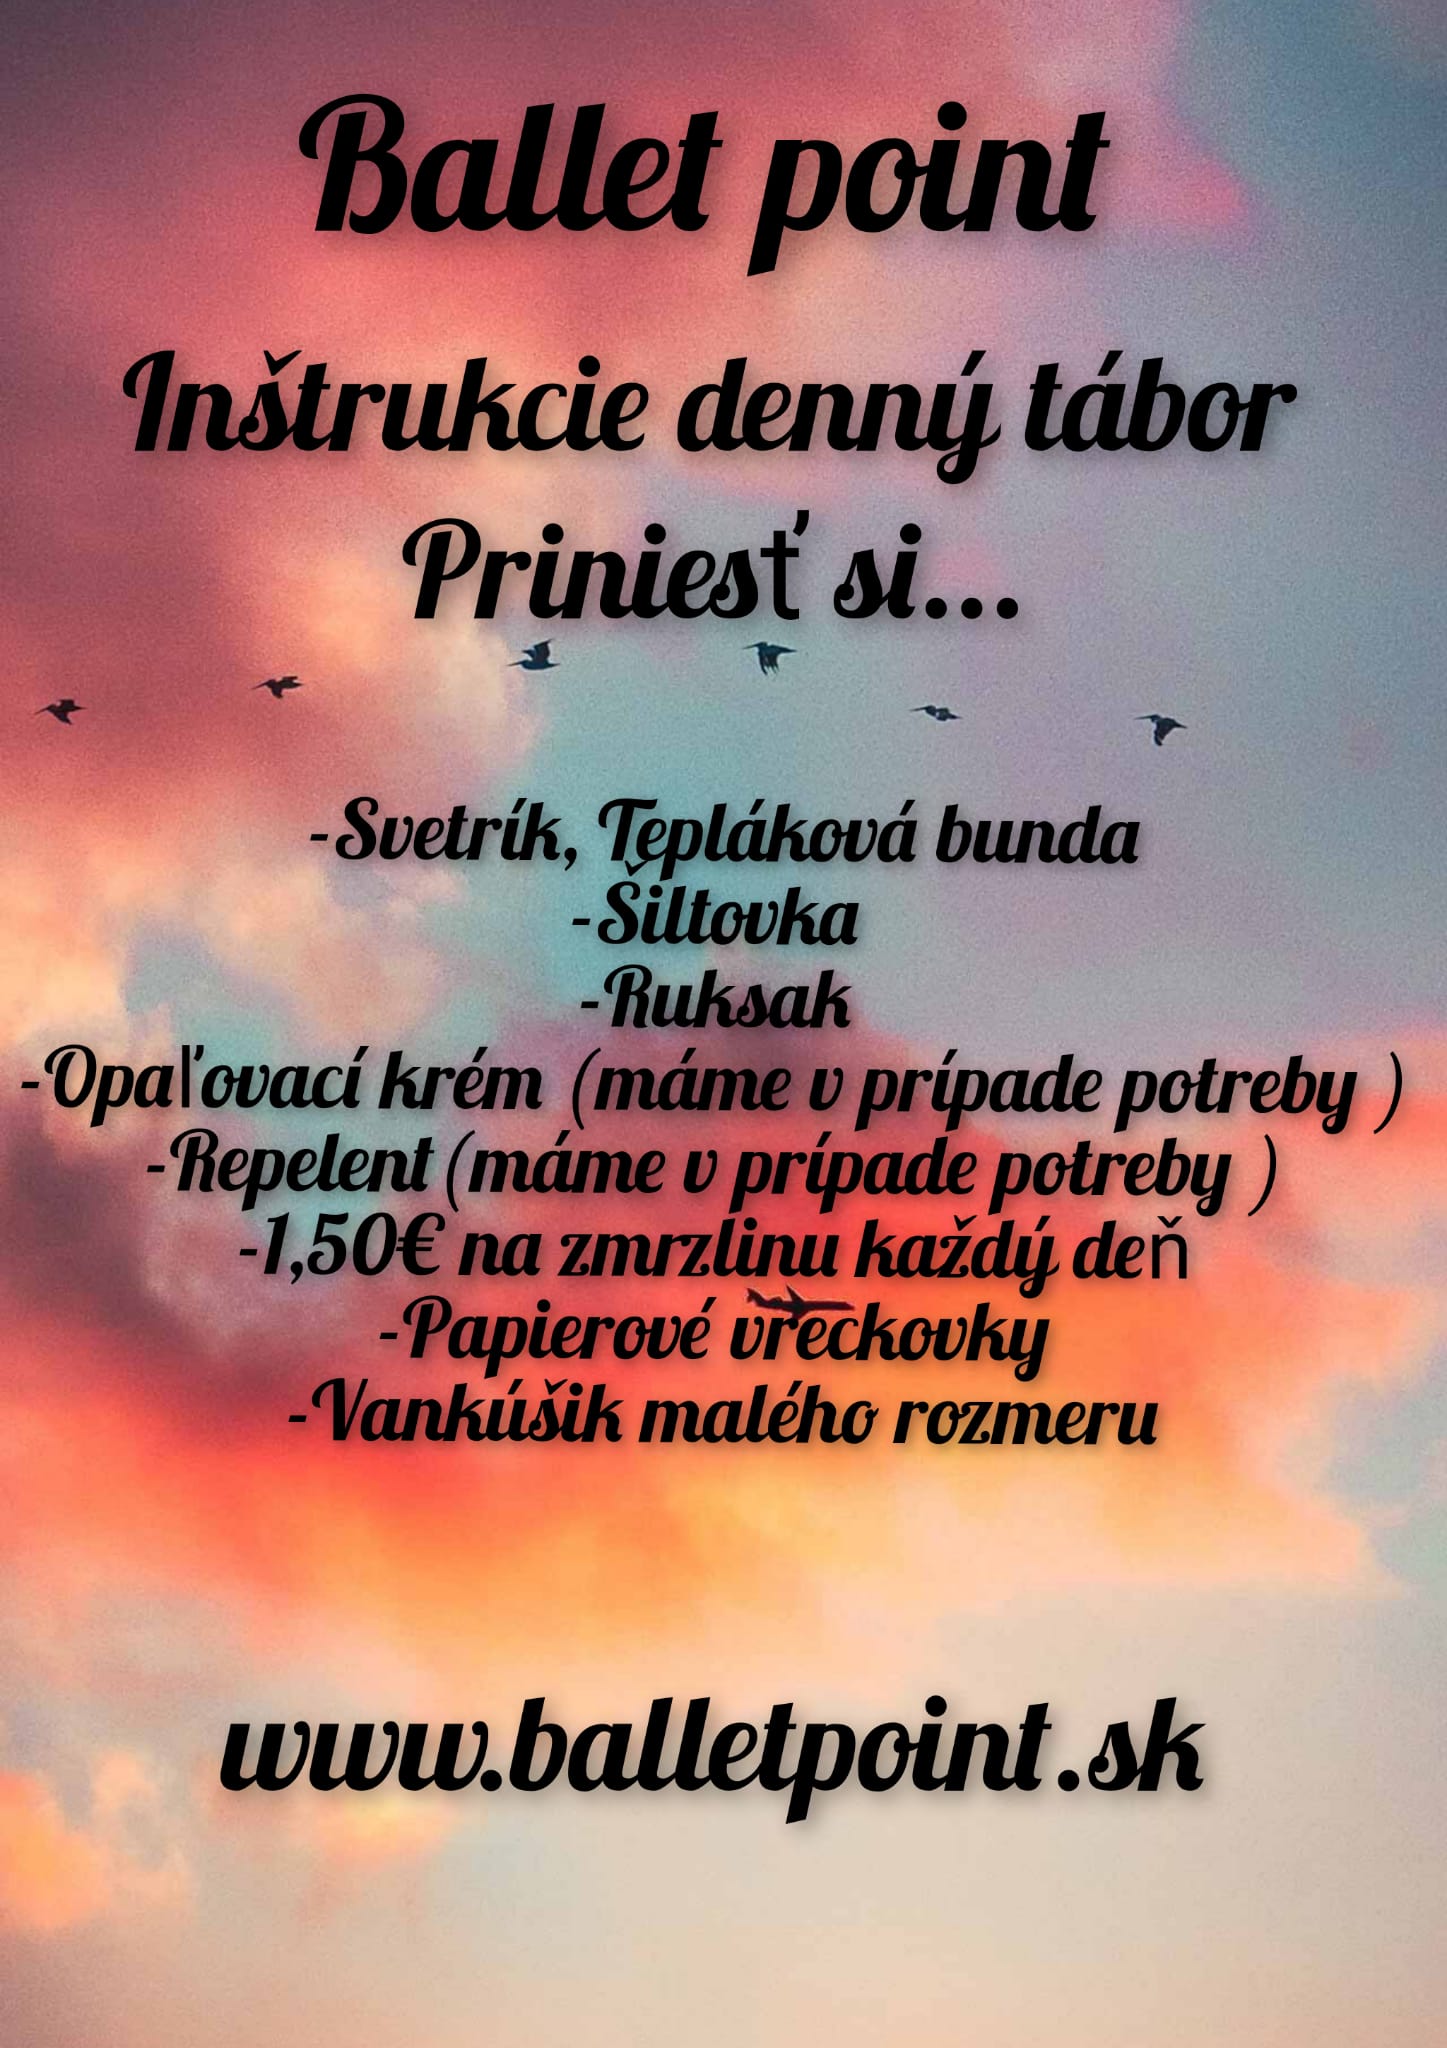 Ballet point
Inštrukcie denný tábor
Priniesť si...
-Svetrík, Tepláková bunda
-Šiltovka
-Ruksak
-Opaľovací krém (máme v prípade potreby )
-Repelent(máme v prípade potreby )
-1,50€ na zmrzlinu každý deň
-Papierové vreckovky
-Vankúšik malého rozmeru
www.balletpoint.sk